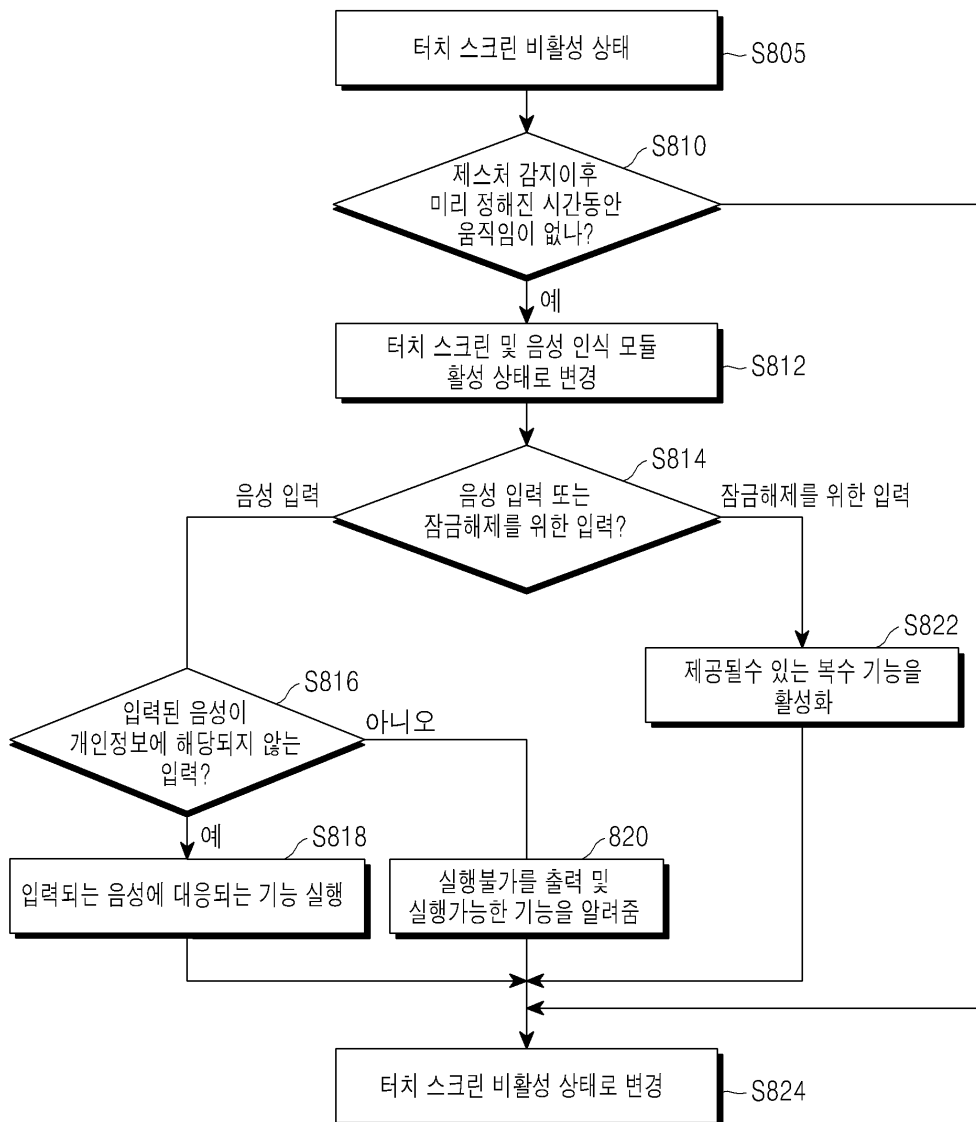 터치 스크린 비활성 상태
S805
S810
제스처 감지이후
미리 정해진 시간동안
움직임이 없나?
예
터치 스크린 및 음성 인식 모듈
활성 상태로 변경
S812
S814
음성 입력
음성 입력 또는
잠금해제를 위한 입력?
잠금해제를 위한 입력
S822
제공될수 있는 복수 기능을
활성화
S816
입력된 음성이
개인정보에 해당되지 않는
입력?
아니오
예
S818
입력되는 음성에 대응되는 기능 실행
820
실행불가를 출력 및
실행가능한 기능을 알려줌
터치 스크린 비활성 상태로 변경
S824